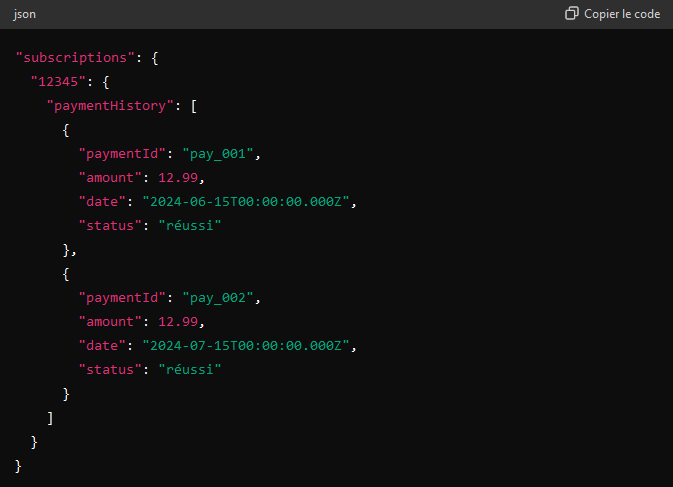 json
Copier le code
"subscriptions": {
"12345": {
"paymentHistory": [
{
"paymentId": "pay_001",
"amount": 12.99,
"date": "2024-06-15T00:00:00.000Z",
"status": "réussi"
},
{
"paymentId": "pay_002",
"amount": 12.99,
"date": "2024-07-15T00:00:00.000Z",
"status": "réussi"
}
]
}
}